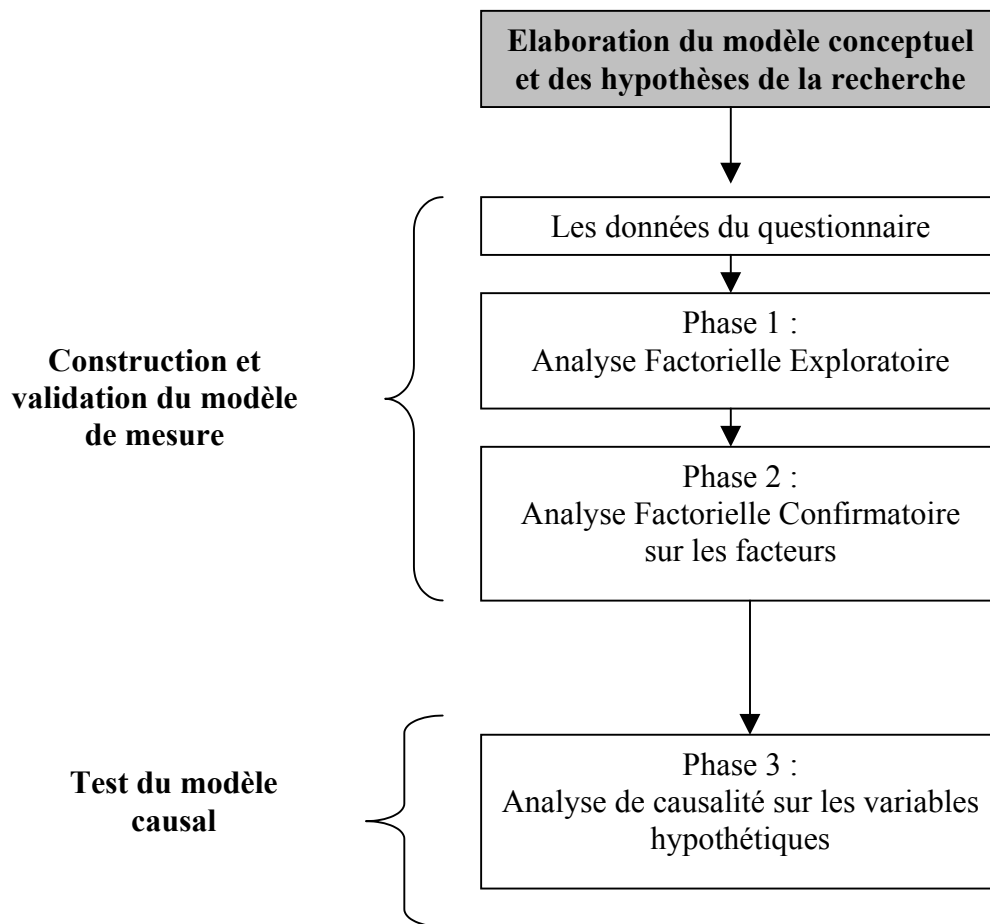 Elaboration du modèle conceptuel
et des hypothèses de la recherche
Les données du questionnaire
Phase 1 :
Analyse Factorielle Exploratoire
Construction et
validation du modèle
de mesure
Phase 2 :
Analyse Factorielle Confirmatoire
sur les facteurs
Test du modèle
causal
Phase 3 :
Analyse de causalité sur les variables
hypothétiques